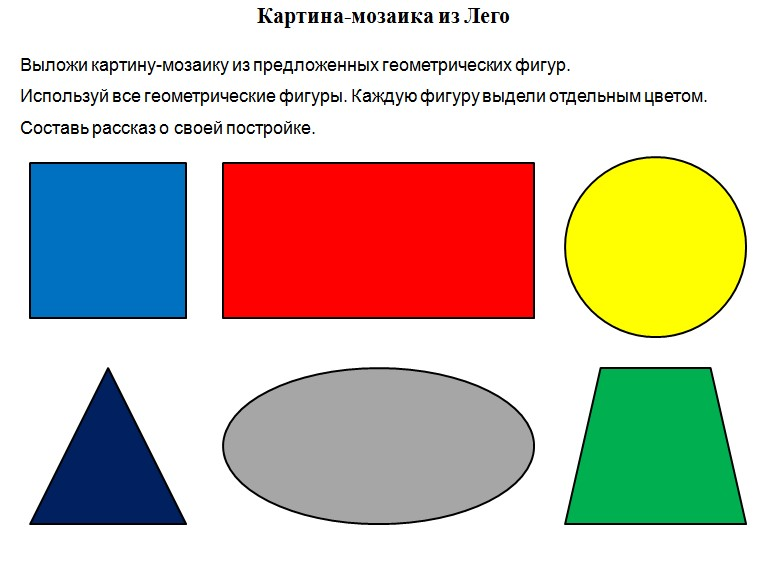 Картина-мозаика из Лего
Выложи картину-мозаику из предложенных геометрических фигур.
Используй все геометрические фигуры. Каждую фигуру выдели отдельным цветом.
Составь рассказ о своей постройке.